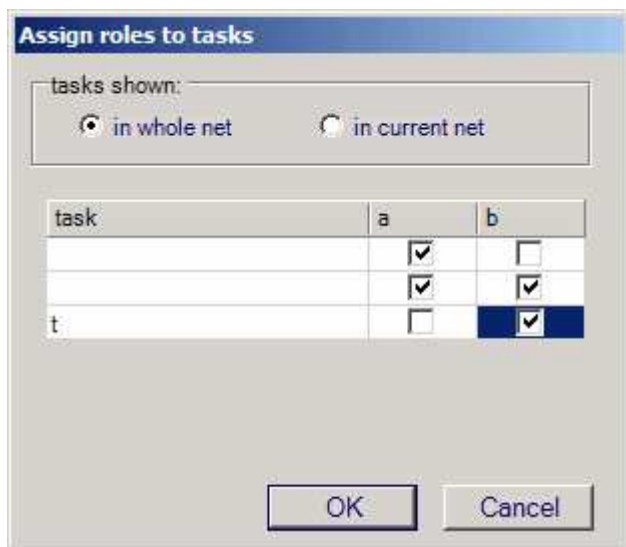 Assign roles to tasks
tasks shown:
in whole net in current net
task a b
t
OK Cancel